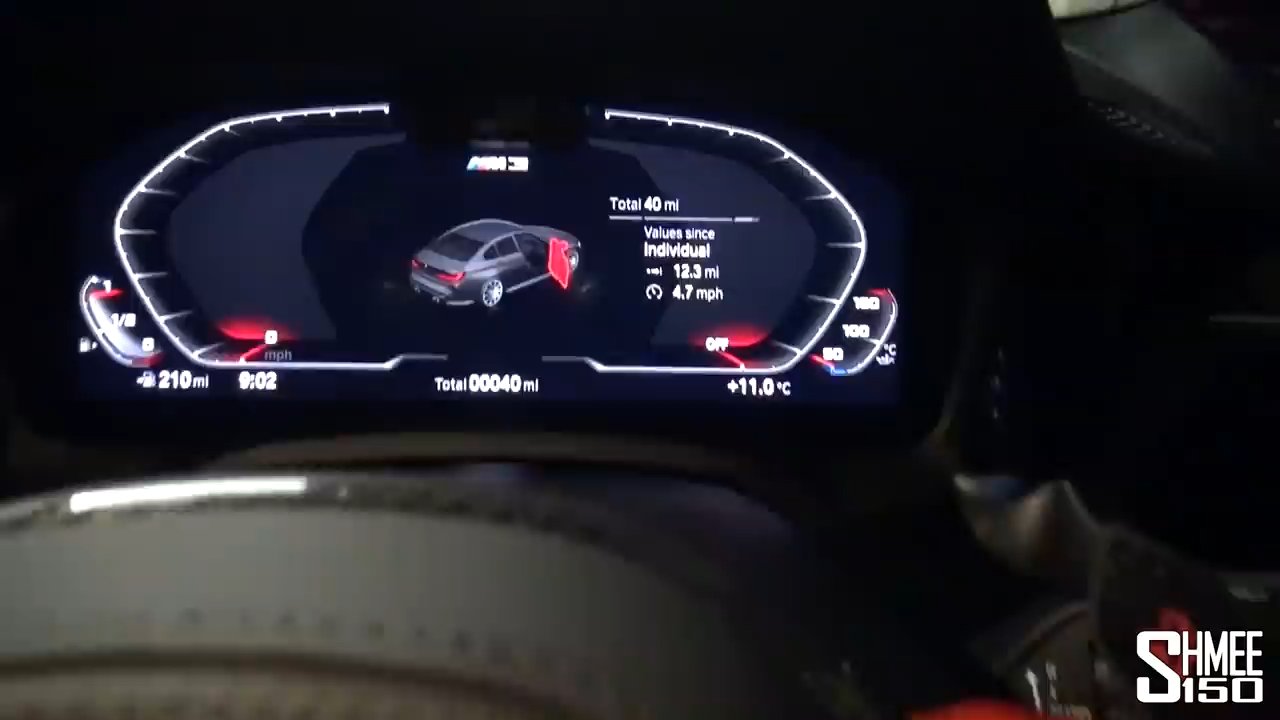 M3
Total 40 mi
Values since
Individual
12.3 mi
4.7 mph
1
1/2
0
0
mph
OFF
150
100
50
°C
210 mi
9:02
Total 00040 mi
+11.0 °C
SHMEE
150